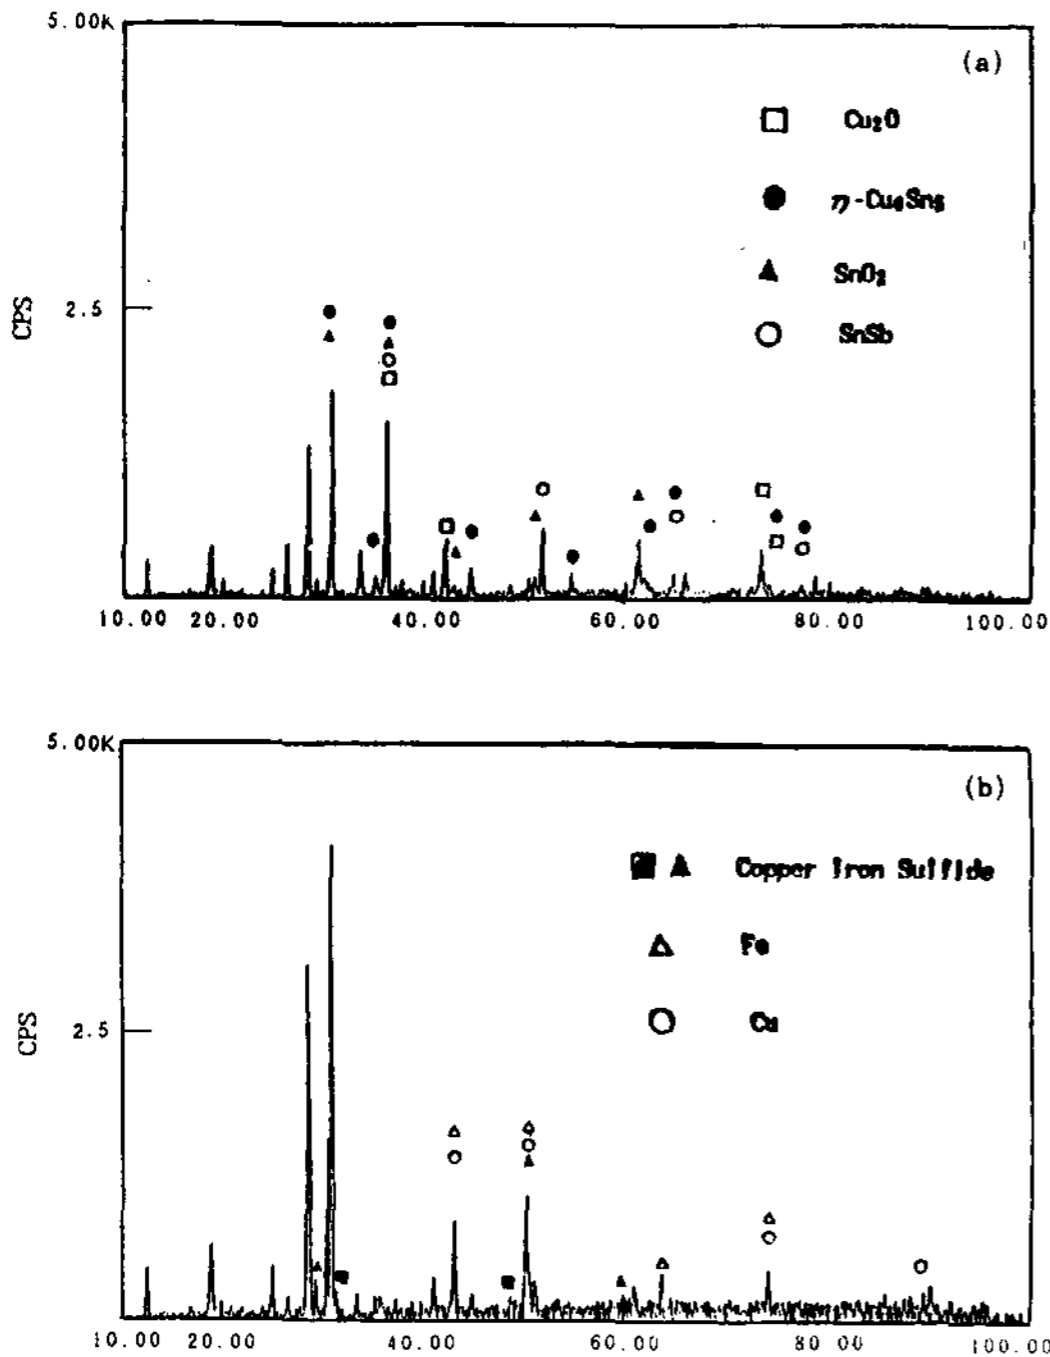 5.00K
(a)
Cu₂O
η-Cu₆Sn₅
SnO₂
2.5
CPS
SnSb
10.00 20.00 40.00 60.00 80.00 100.00
5.00K
(b)
Copper Iron Sulfide
Fe
2.5
CPS
Cu
10.00 20.00 40.00 60.00 80.00 100.00